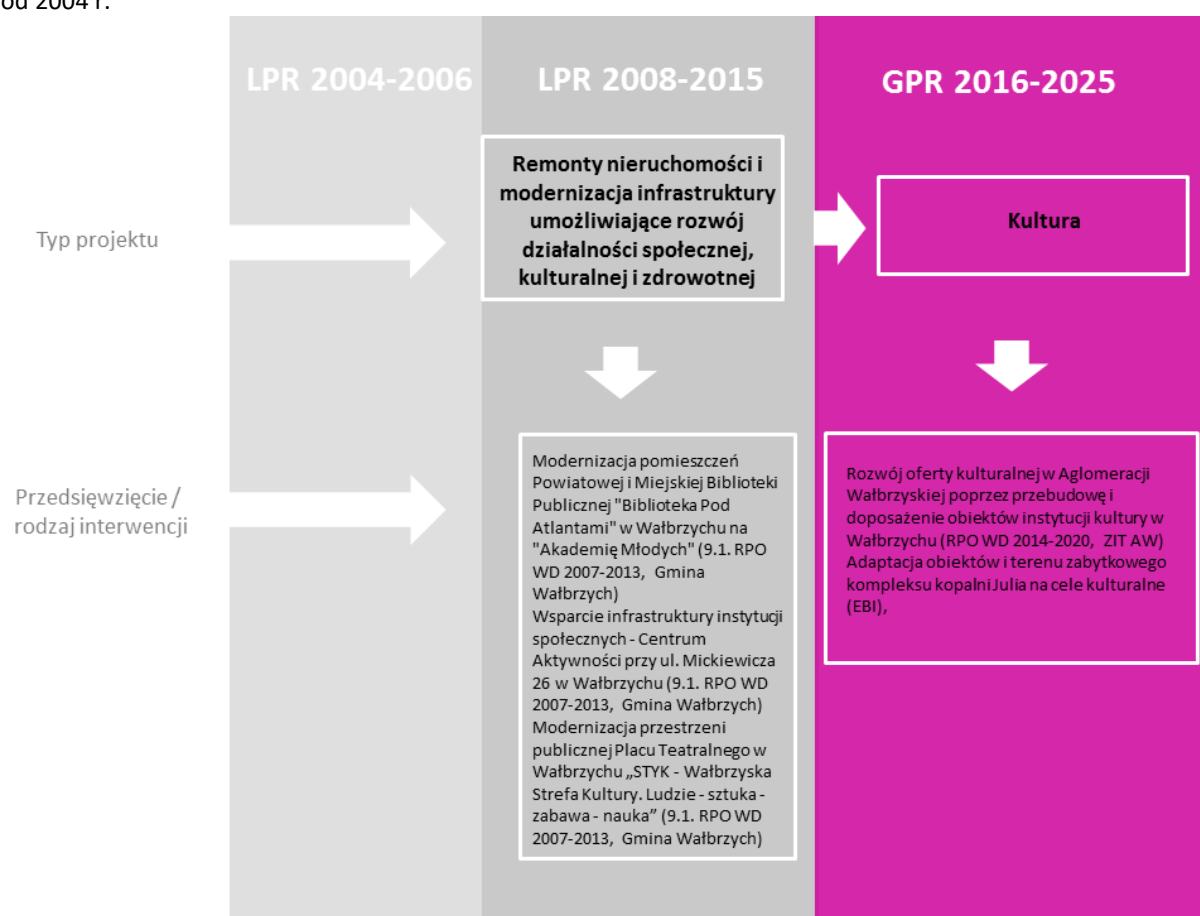 od 2004 r.
LPR 2004-2006
LPR 2008-2015
GPR 2016-2025
Typ projektu
Remonty nieruchomości i
modernizacja infrastruktury
umożliwiające rozwój
działalności społecznej,
kulturalnej i zdrowotnej
Kultura
Przedsięwzięcie /
rodzaj interwencji
Modernizacja pomieszczeń
Powiatowej i Miejskiej Biblioteki
Publicznej "Biblioteka Pod
Atlantami" w Wałbrzychu na
"Akademię Młodych" (9.1. RPO
WD 2007-2013, Gmina
Wałbrzych)
Wsparcie infrastruktury instytucji
społecznych - Centrum
Aktywności przy ul. Mickiewicza
26 w Wałbrzychu (9.1. RPO WD
2007-2013, Gmina Wałbrzych)
Modernizacja przestrzeni
publicznej Placu Teatralnego w
Wałbrzychu „STYK - Wałbrzyska
Strefa Kultury. Ludzie - sztuka -
zabawa - nauka” (9.1. RPO WD
2007-2013, Gmina Wałbrzych)
Rozwój oferty kulturalnej w Aglomeracji
Wałbrzyskiej poprzez przebudowę i
doposażenie obiektów instytucji kultury w
Wałbrzychu (RPO WD 2014-2020, ZIT AW)
Adaptacja obiektów i terenu zabytkowego
kompleksu kopalni Julia na cele kulturalne
(EBI),